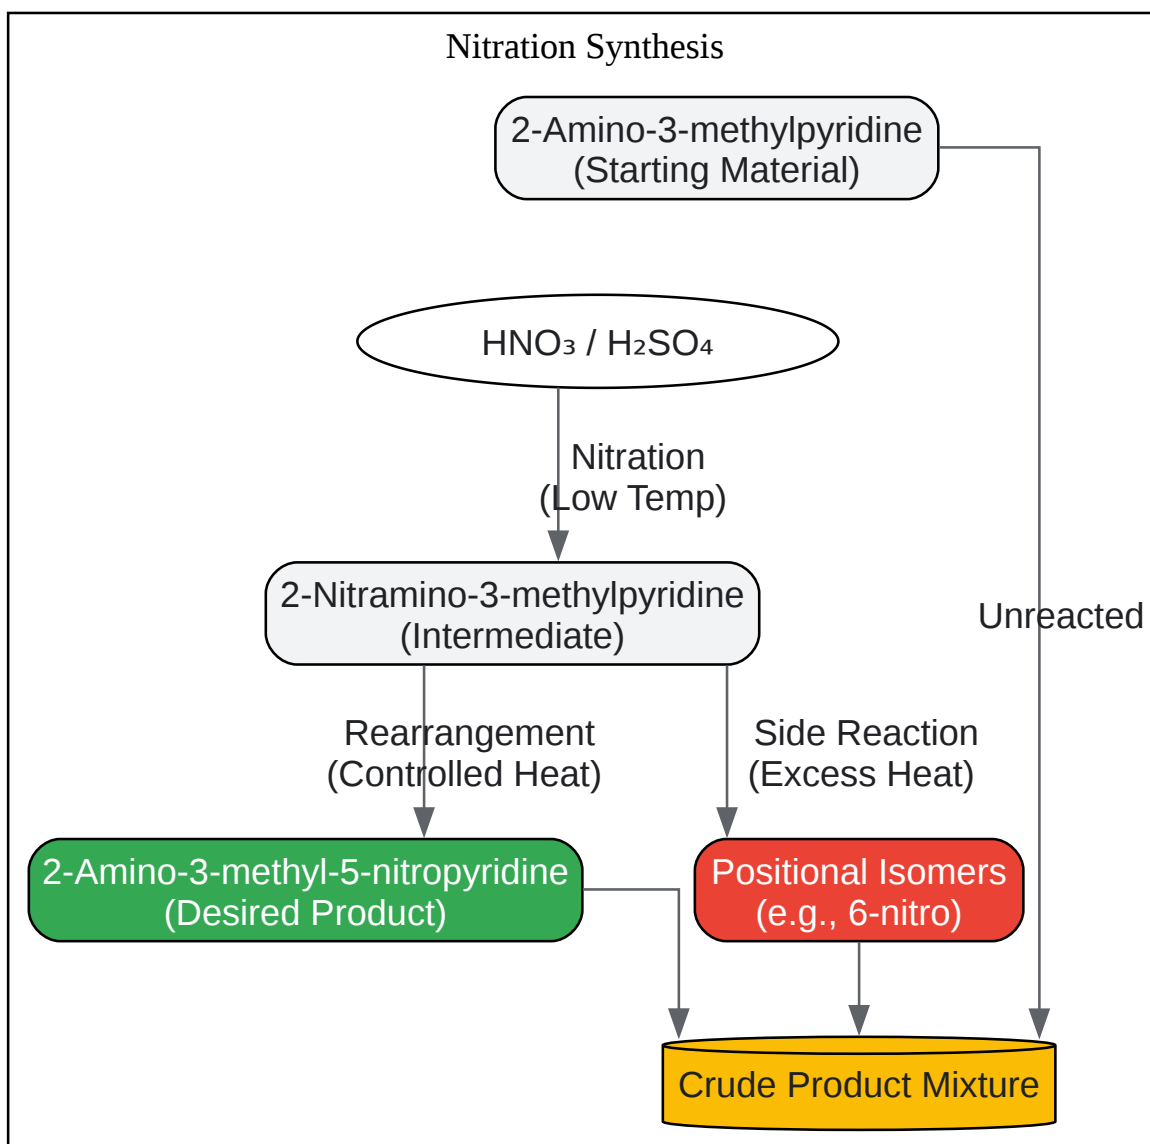 Nitration Synthesis
2-Amino-3-methylpyridine
(Starting Material)
HNO₃ / H₂SO₄
Nitration
(Low Temp)
2-Nitramino-3-methylpyridine
(Intermediate)
Unreacted
Rearrangement
(Controlled Heat)
Side Reaction
(Excess Heat)
2-Amino-3-methyl-5-nitropyridine
(Desired Product)
Positional Isomers
(e.g., 6-nitro)
Crude Product Mixture